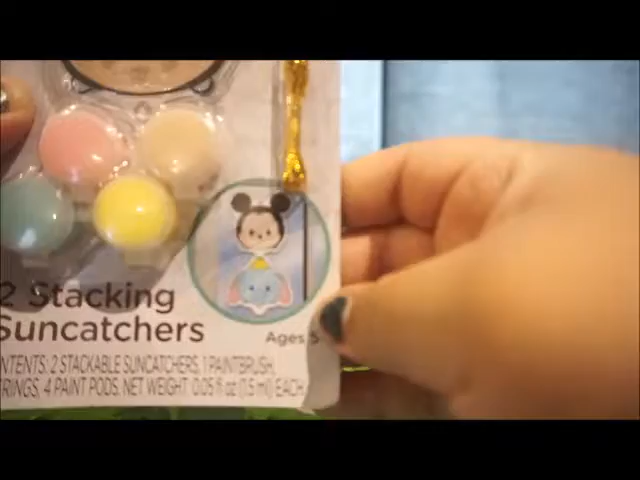 2 Stacking
Suncatchers
Ages 5
NTENTS: 2 STACKABLE SUNCATCHERS, 1 PAINTBRUSH,
RINGS, 4 PAINT PODS. NET WEIGHT 0.05 fl oz (1.5 ml) EACH